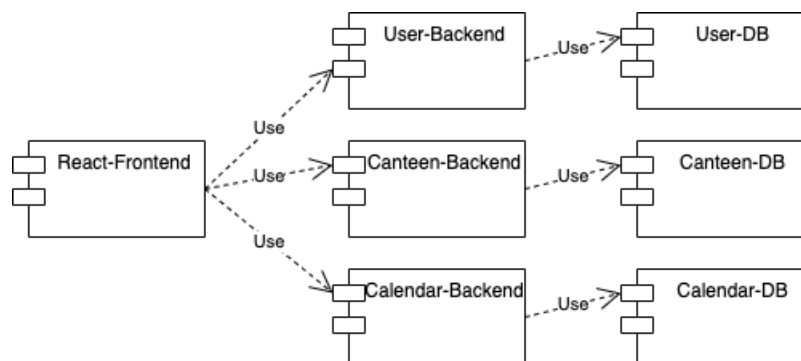 User-Backend
Use
User-DB
Use
React-Frontend
Use
Canteen-Backend
Use
Canteen-DB
Use
Calendar-Backend
Use
Calendar-DB